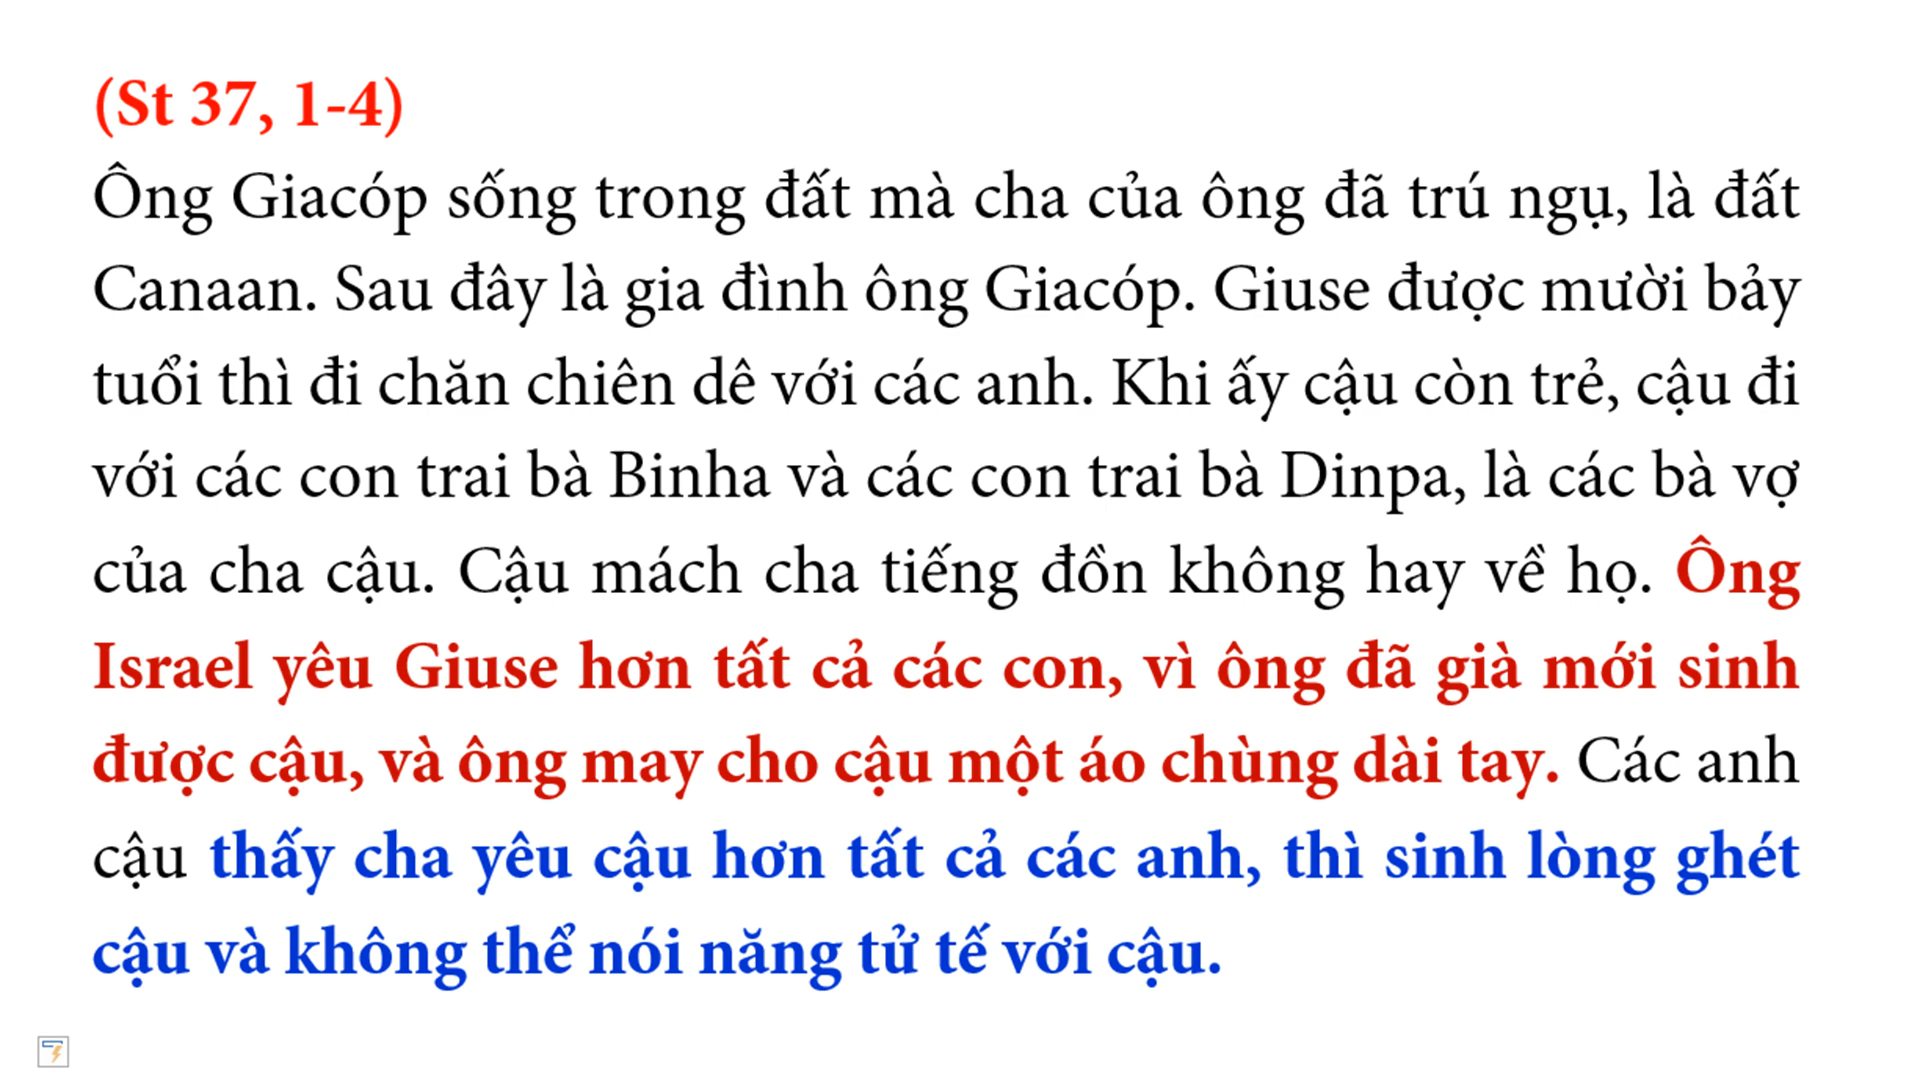 (St 37, 1-4)
Ông Giacóp sống trong đất mà cha của ông đã trú ngụ, là đất
Canaan. Sau đây là gia đình ông Giacóp. Giuse được mười bảy
tuổi thì đi chăn chiên dê với các anh. Khi ấy cậu còn trẻ, cậu đi
với các con trai bà Binha và các con trai bà Dinpa, là các bà vợ
của cha cậu. Cậu mách cha tiếng đồn không hay về họ. Ông
Israel yêu Giuse hơn tất cả các con, vì ông đã già mới sinh
được cậu, và ông may cho cậu một áo chùng dài tay. Các anh
cậu thấy cha yêu cậu hơn tất cả các anh, thì sinh lòng ghét
cậu và không thể nói năng tử tế với cậu.